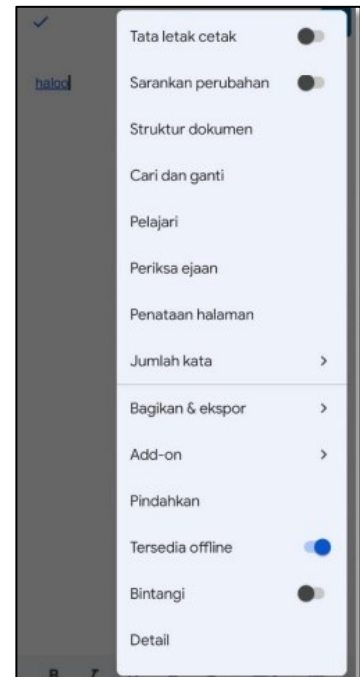 Tata letak cetak
haloo
Sarankan perubahan
Struktur dokumen
Cari dan ganti
Pelajari
Periksa ejaan
Penataan halaman
Jumlah kata
Bagikan & ekspor
Add-on
Pindahkan
Tersedia offline
Bintangi
Detail
B I